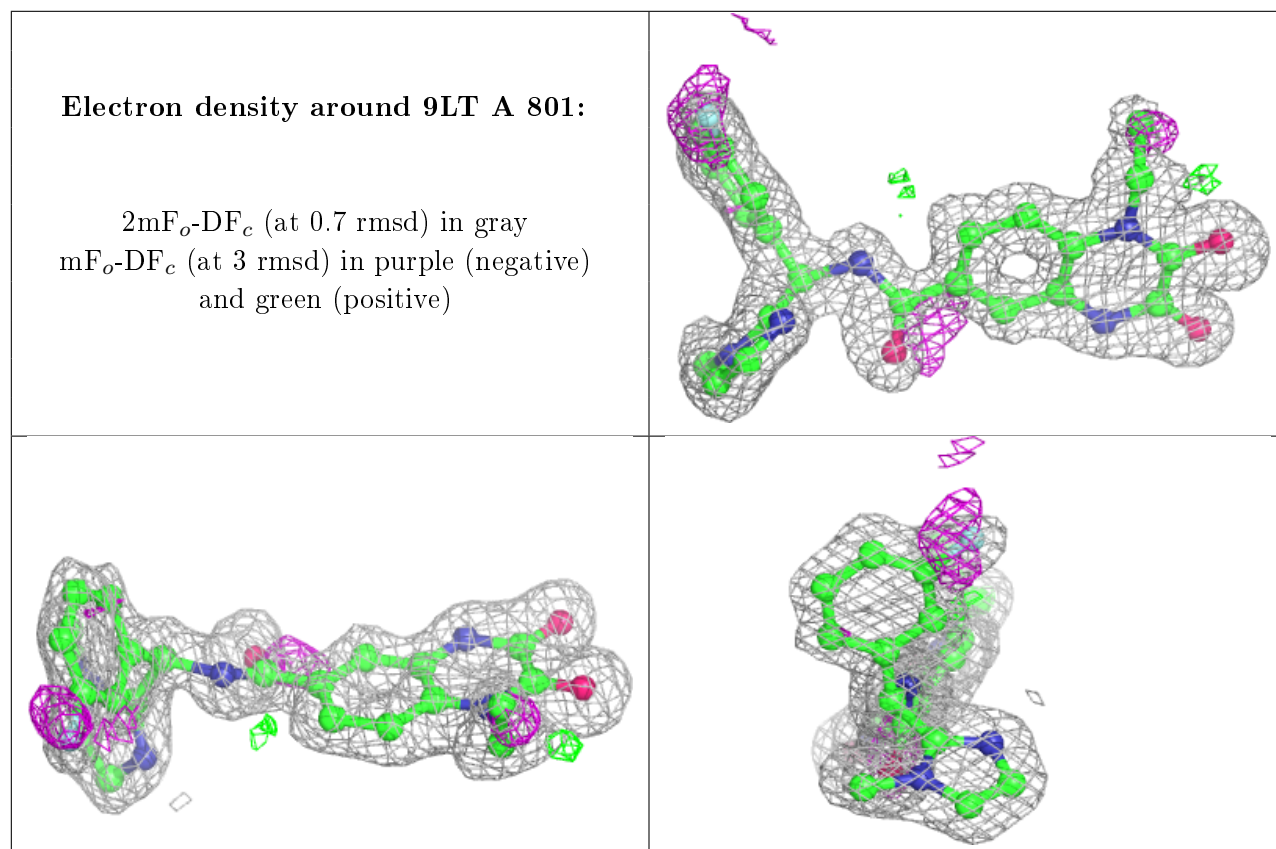 Electron density around 9LT A 801:
2mFo-DFc (at 0.7 rmsd) in gray
mFo-DFc (at 3 rmsd) in purple (negative)
and green (positive)